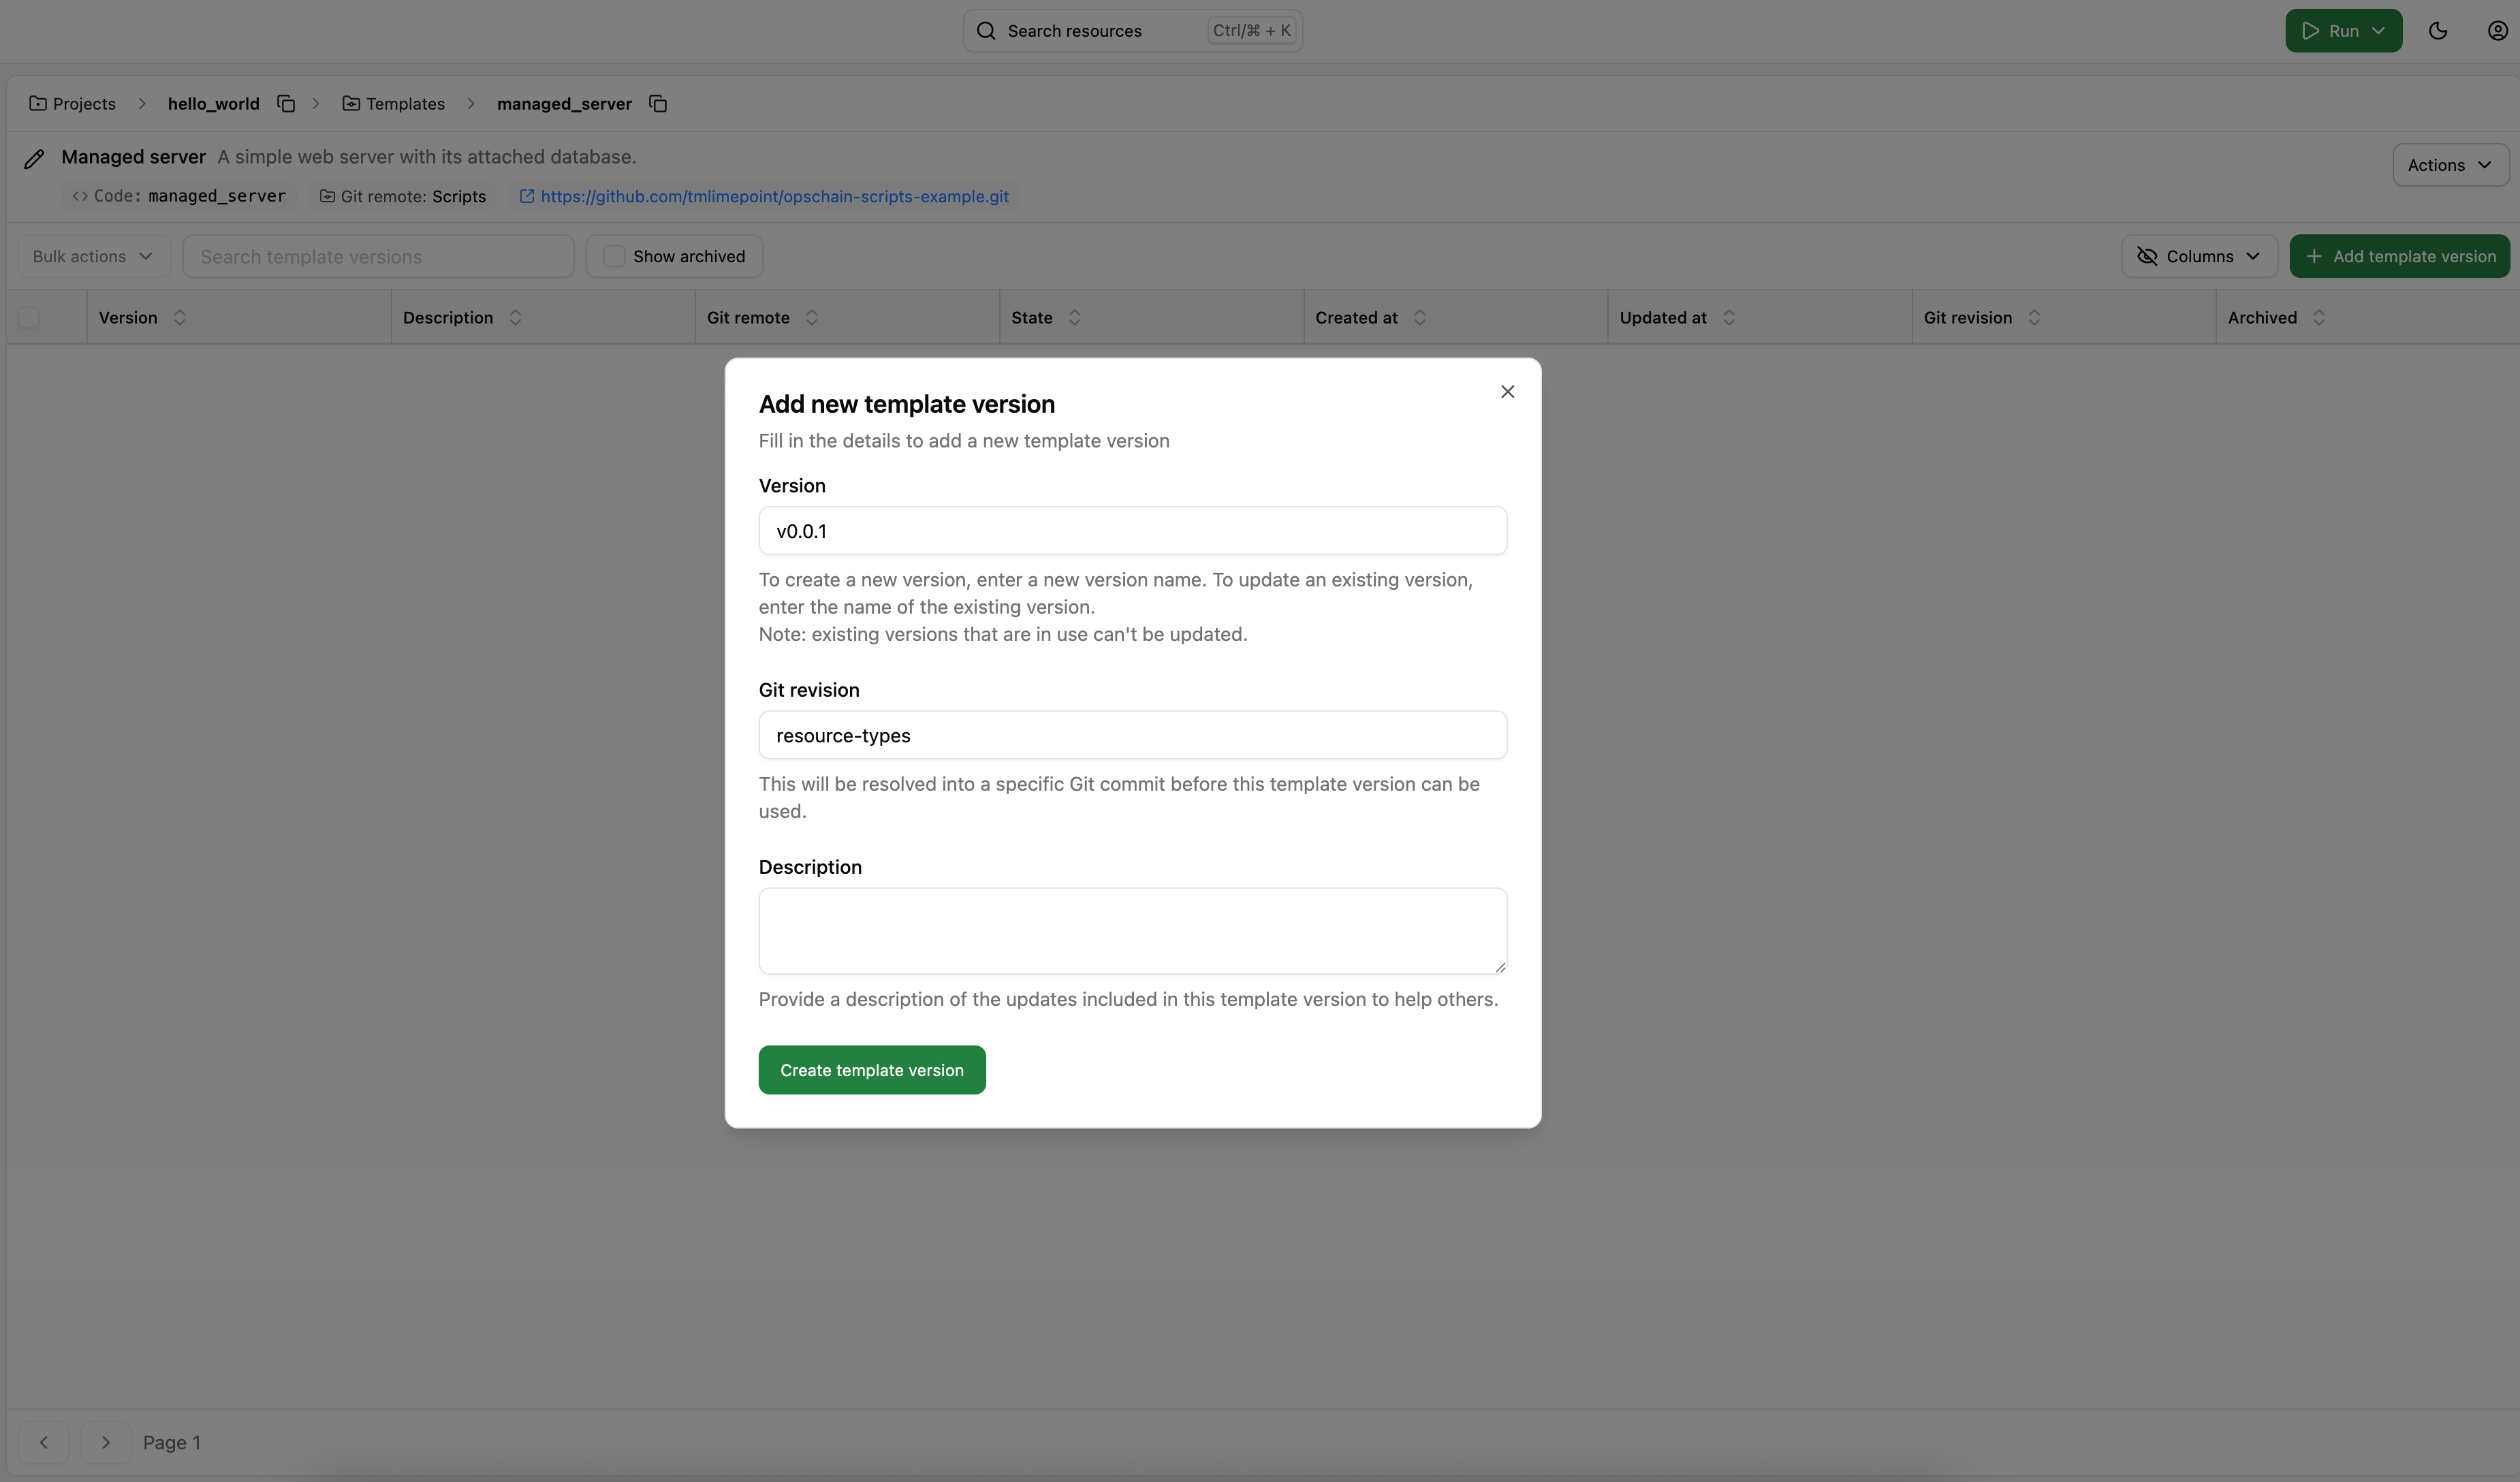 Search resources Ctrl/⌘ + K
Run
Projects > hello_world > Templates > managed_server
Managed server A simple web server with its attached database.
Actions
<> Code: managed_server Git remote: Scripts https://github.com/tmlimepoint/opschain-scripts-example.git
Bulk actions Search template versions Show archived Columns + Add template version
Version Description Git remote State Created at Updated at Git revision Archived
Add new template version
Fill in the details to add a new template version
Version
v0.0.1
To create a new version, enter a new version name. To update an existing version,
enter the name of the existing version.
Note: existing versions that are in use can't be updated.
Git revision
resource-types
This will be resolved into a specific Git commit before this template version can be
used.
Description
Provide a description of the updates included in this template version to help others.
Create template version
Page 1